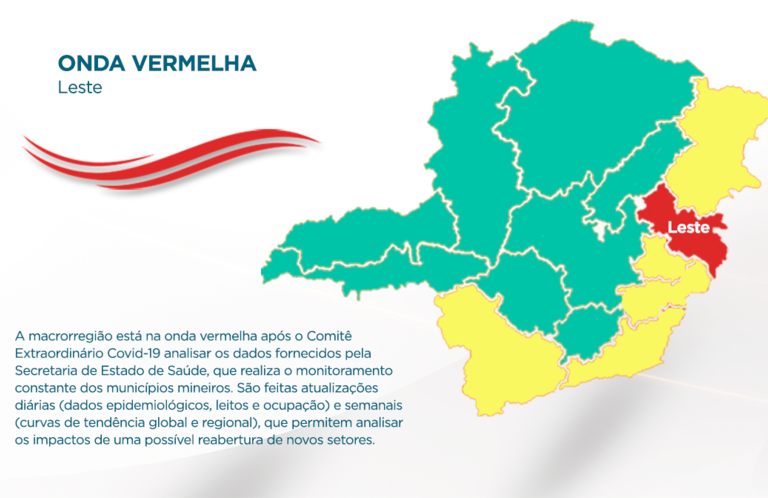 ONDA VERMELHA
Leste
Leste
A macrorregião está na onda vermelha após o Comitê
Extraordinário Covid-19 analisar os dados fornecidos pela
Secretaria de Estado de Saúde, que realiza o monitoramento
constante dos municípios mineiros. São feitas atualizações
diárias (dados epidemiológicos, leitos e ocupação) e semanais
(curvas de tendência global e regional), que permitem analisar
os impactos de uma possível reabertura de novos setores.